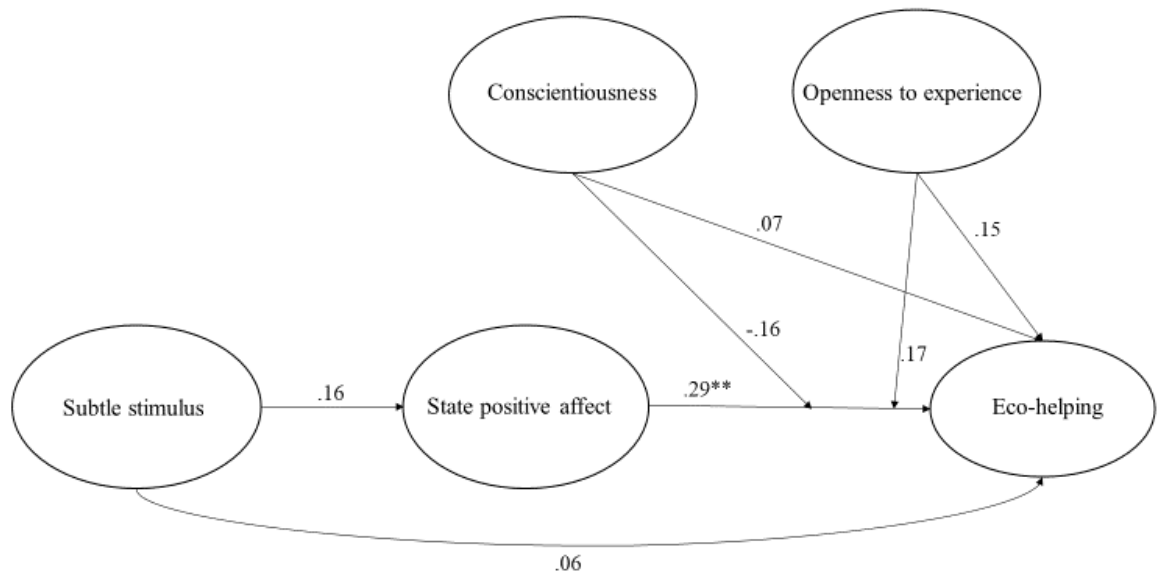 Conscientiousness
Openness to experience
.07
.15
-.16
.17
.16
.29**
Subtle stimulus
State positive affect
Eco-helping
.06